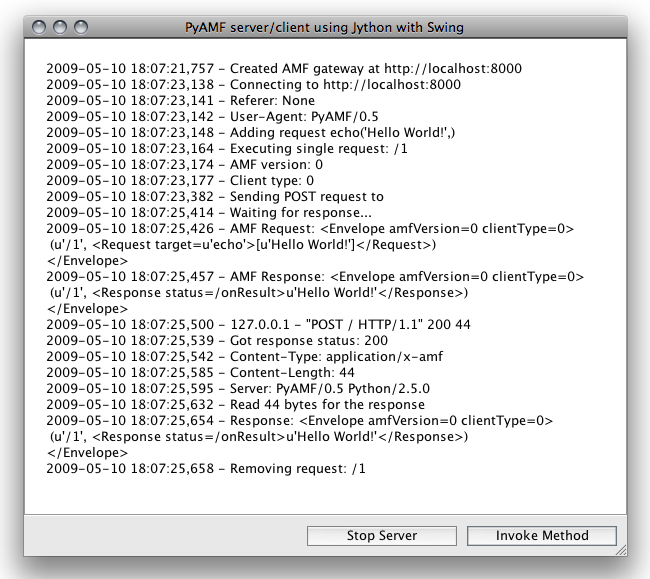 PyAMF server/client using Jython with Swing
2009-05-10 18:07:21,757 - Created AMF gateway at http://localhost:8000
2009-05-10 18:07:23,138 - Connecting to http://localhost:8000
2009-05-10 18:07:23,141 - Referer: None
2009-05-10 18:07:23,142 - User-Agent: PyAMF/0.5
2009-05-10 18:07:23,148 - Adding request echo('Hello World!',)
2009-05-10 18:07:23,164 - Executing single request: /1
2009-05-10 18:07:23,174 - AMF version: 0
2009-05-10 18:07:23,177 - Client type: 0
2009-05-10 18:07:23,382 - Sending POST request to
2009-05-10 18:07:25,414 - Waiting for response...
2009-05-10 18:07:25,426 - AMF Request: <Envelope amfVersion=0 clientType=0>
(u'/1', <Request target=u'echo'>[u'Hello World!']</Request>)
</Envelope>
2009-05-10 18:07:25,457 - AMF Response: <Envelope amfVersion=0 clientType=0>
(u'/1', <Response status=/onResult>u'Hello World!'</Response>)
</Envelope>
2009-05-10 18:07:25,500 - 127.0.0.1 - "POST / HTTP/1.1" 200 44
2009-05-10 18:07:25,539 - Got response status: 200
2009-05-10 18:07:25,542 - Content-Type: application/x-amf
2009-05-10 18:07:25,585 - Content-Length: 44
2009-05-10 18:07:25,595 - Server: PyAMF/0.5 Python/2.5.0
2009-05-10 18:07:25,632 - Read 44 bytes for the response
2009-05-10 18:07:25,654 - Response: <Envelope amfVersion=0 clientType=0>
(u'/1', <Response status=/onResult>u'Hello World!'</Response>)
</Envelope>
2009-05-10 18:07:25,658 - Removing request: /1
Stop Server
Invoke Method